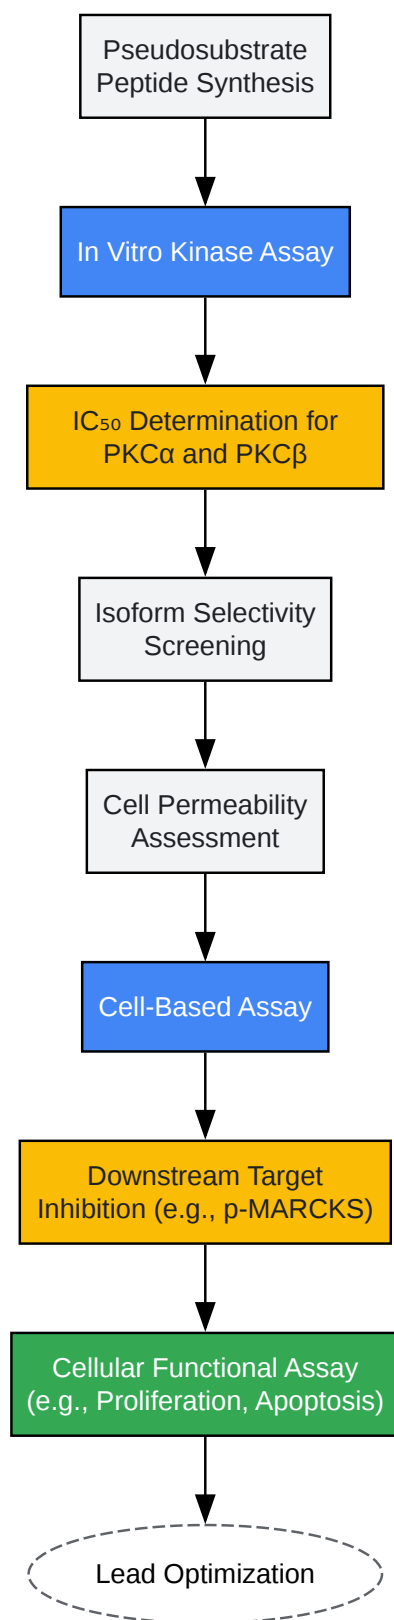 Pseudosubstrate
Peptide Synthesis
In Vitro Kinase Assay
IC₅₀ Determination for
PKCα and PKCβ
Isoform Selectivity
Screening
Cell Permeability
Assessment
Cell-Based Assay
Downstream Target
Inhibition (e.g., p-MARCKS)
Cellular Functional Assay
(e.g., Proliferation, Apoptosis)
Lead Optimization